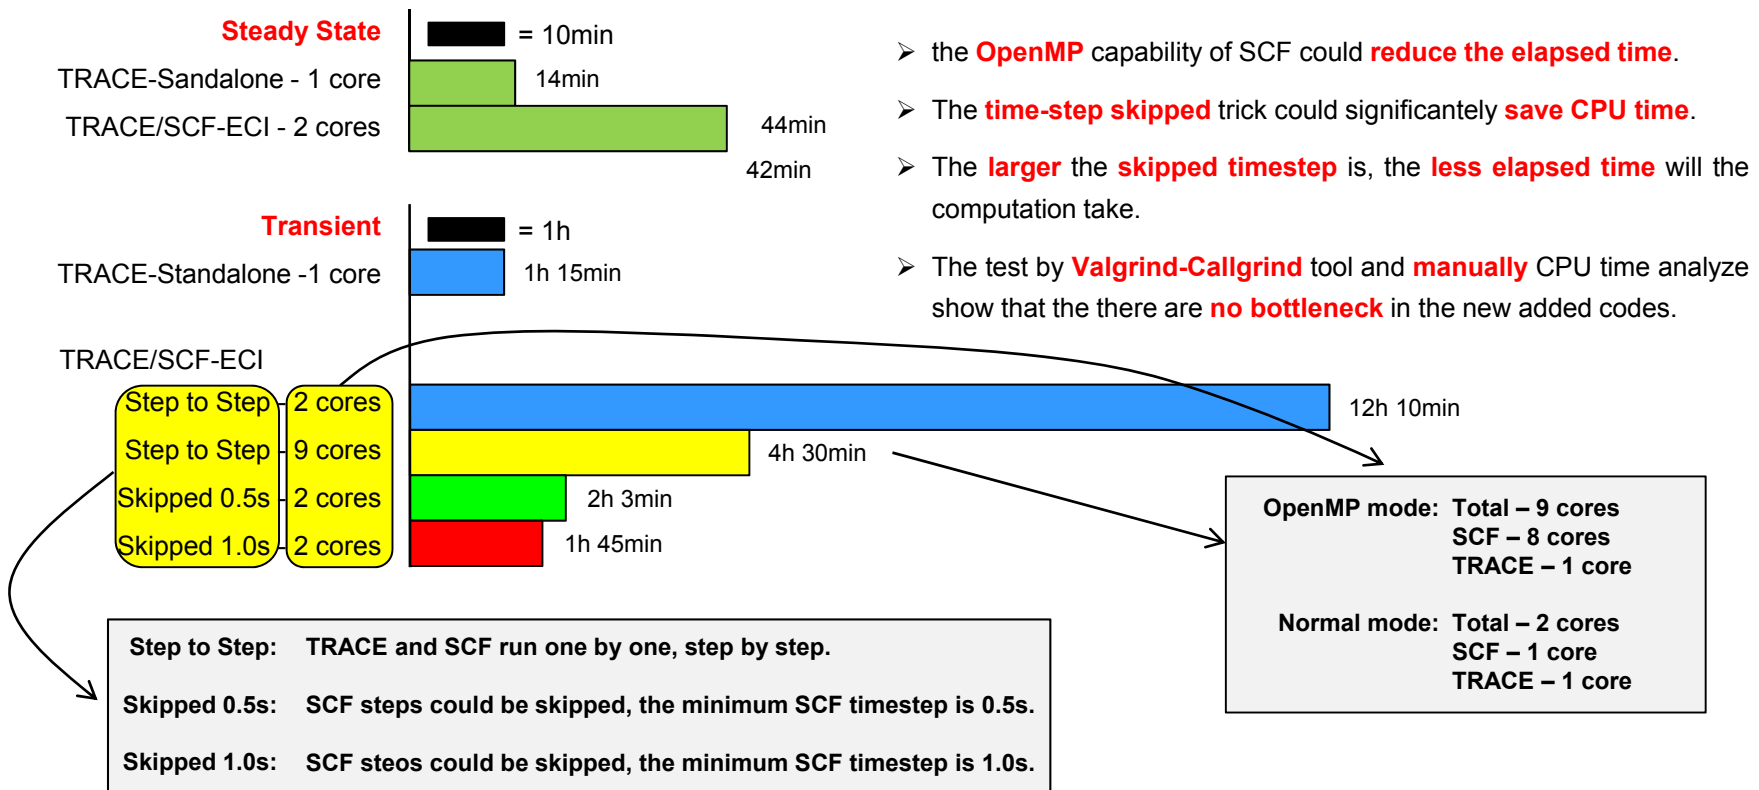 Steady State
= 10min
TRACE-Sandalone - 1 core
14min
TRACE/SCF-ECI - 2 cores
44min
42min
Transient
= 1h
TRACE-Standalone -1 core
1h 15min
TRACE/SCF-ECI
Step to Step - 2 cores
12h 10min
Step to Step - 9 cores
4h 30min
Skipped 0.5s - 2 cores
2h 3min
Skipped 1.0s - 2 cores
1h 45min
➢ the OpenMP capability of SCF could reduce the elapsed time.
➢ The time-step skipped trick could significantely save CPU time.
➢ The larger the skipped timestep is, the less elapsed time will the
computation take.
➢ The test by Valgrind-Callgrind tool and manually CPU time analyze
show that the there are no bottleneck in the new added codes.
OpenMP mode: Total – 9 cores
SCF – 8 cores
TRACE – 1 core
Normal mode: Total – 2 cores
SCF – 1 core
TRACE – 1 core
Step to Step: TRACE and SCF run one by one, step by step.
Skipped 0.5s: SCF steps could be skipped, the minimum SCF timestep is 0.5s.
Skipped 1.0s: SCF steos could be skipped, the minimum SCF timestep is 1.0s.